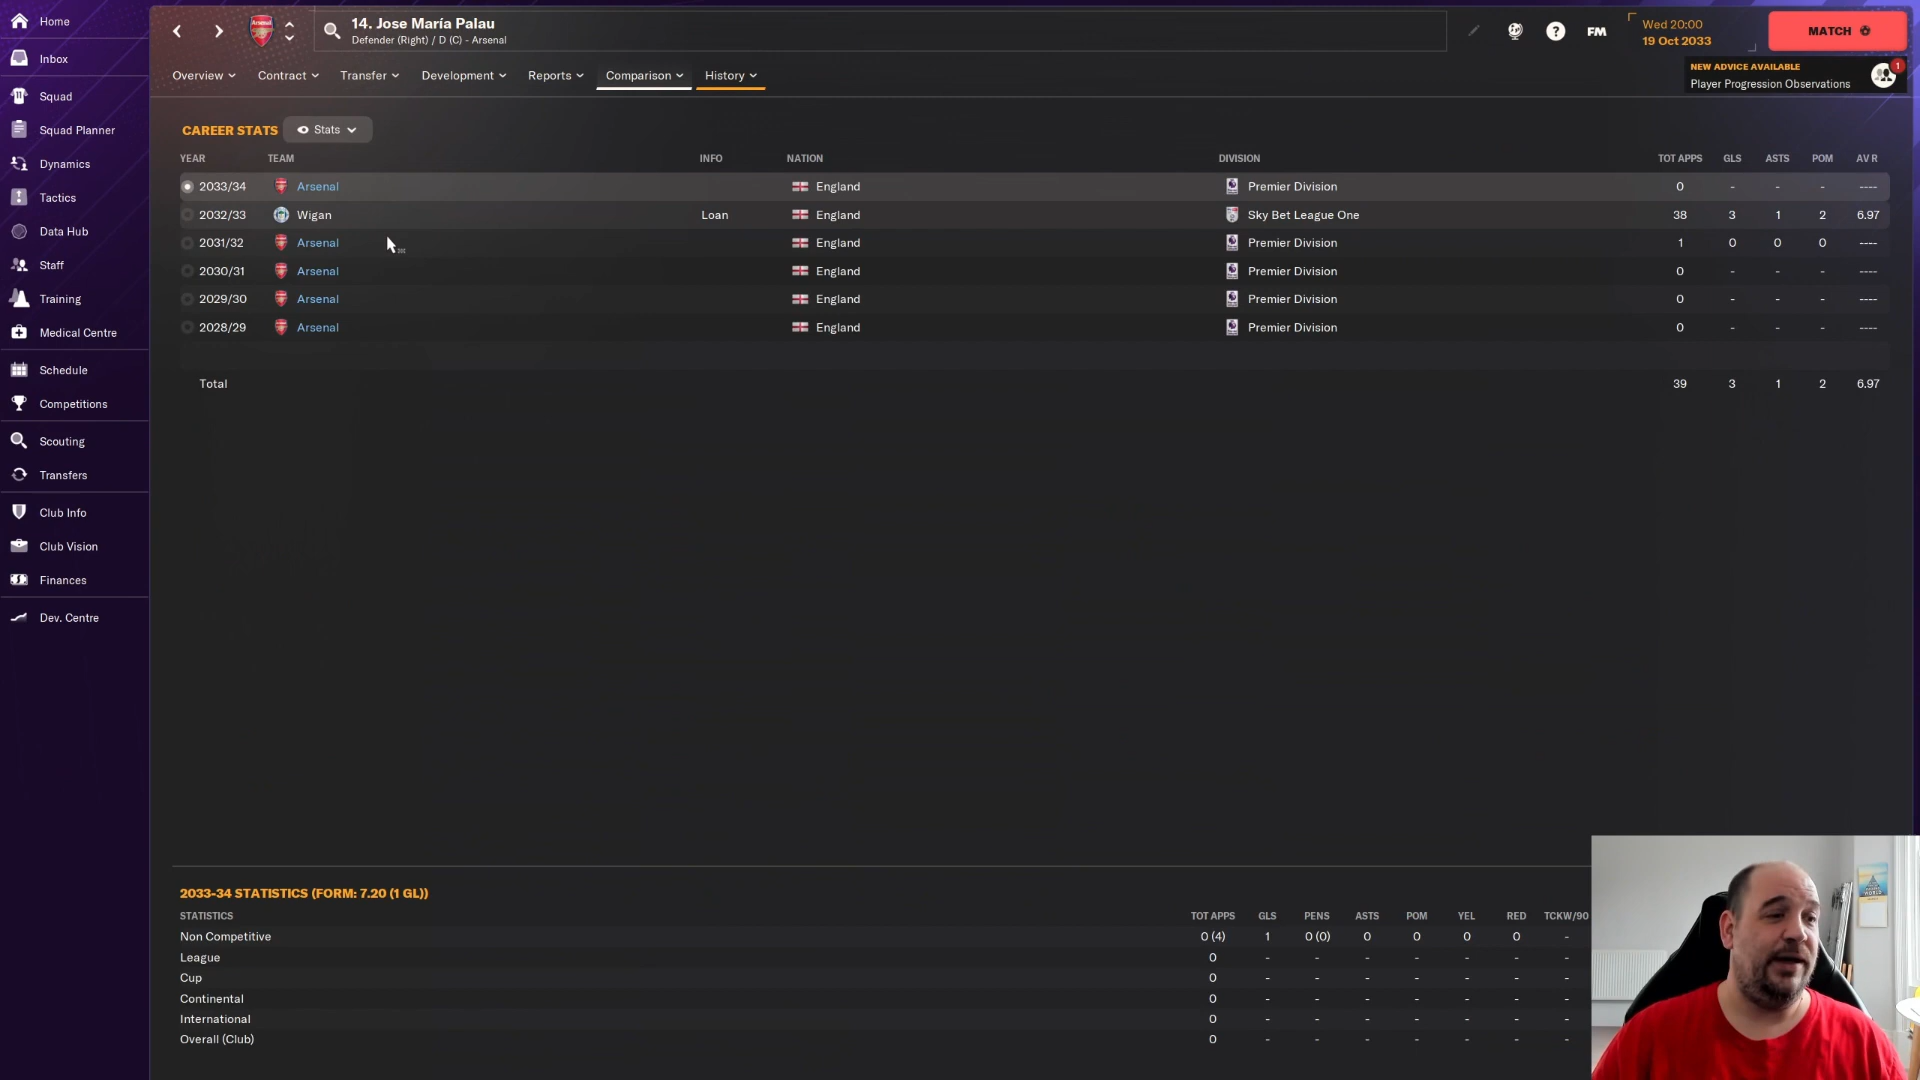 Home
Inbox
Squad
Squad Planner
Dynamics
Tactics
Data Hub
Staff
Training
Medical Centre
Schedule
Competitions
Scouting
Transfers
Club Info
Club Vision
Finances
Dev. Centre
14. Jose María Palau
Defender (Right) / D (C) - Arsenal
FM
Wed 20:00
19 Oct 2033
MATCH
Overview Contract Transfer Development Reports Comparison History
NEW ADVICE AVAILABLE
Player Progression Observations
1
CAREER STATS Stats
YEAR TEAM INFO NATION DIVISION TOT APPS GLS ASTS POM AV R
2033/34 Arsenal England Premier Division 0 - - - ----
2032/33 Wigan Loan England Sky Bet League One 38 3 1 2 6.97
2031/32 Arsenal England Premier Division 1 0 0 0 ----
2030/31 Arsenal England Premier Division 0 - - - ----
2029/30 Arsenal England Premier Division 0 - - - ----
2028/29 Arsenal England Premier Division 0 - - - ----
Total 39 3 1 2 6.97
2033-34 STATISTICS (FORM: 7.20 (1 GL))
STATISTICS TOT APPS GLS PENS ASTS POM YEL RED TCKW/90
Non Competitive 0 (4) 1 0 (0) 0 0 0 0 -
League 0 - - - - - - -
Cup 0 - - - - - - -
Continental 0 - - - - - - -
International 0 - - - - - - -
Overall (Club) 0 - - - - - - -